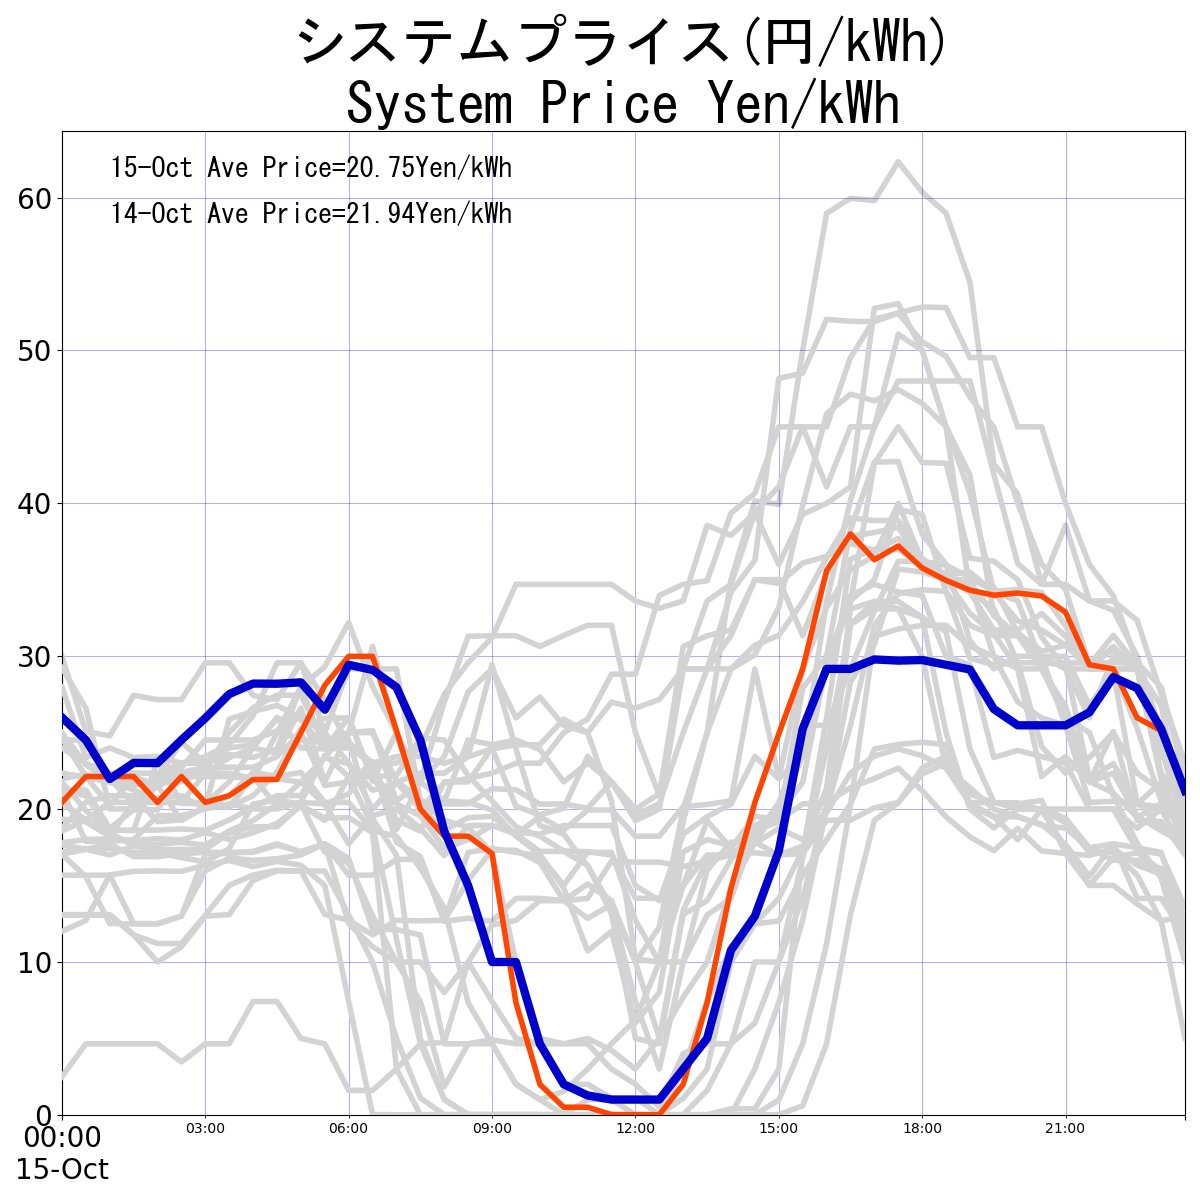 システムプライス(円/kWh)
System Price Yen/kWh
15-Oct Ave Price=20.75Yen/kWh
14-Oct Ave Price=21.94Yen/kWh
60
50
40
30
20
10
0
00:00 03:00 06:00 09:00 12:00 15:00 18:00 21:00
15-Oct